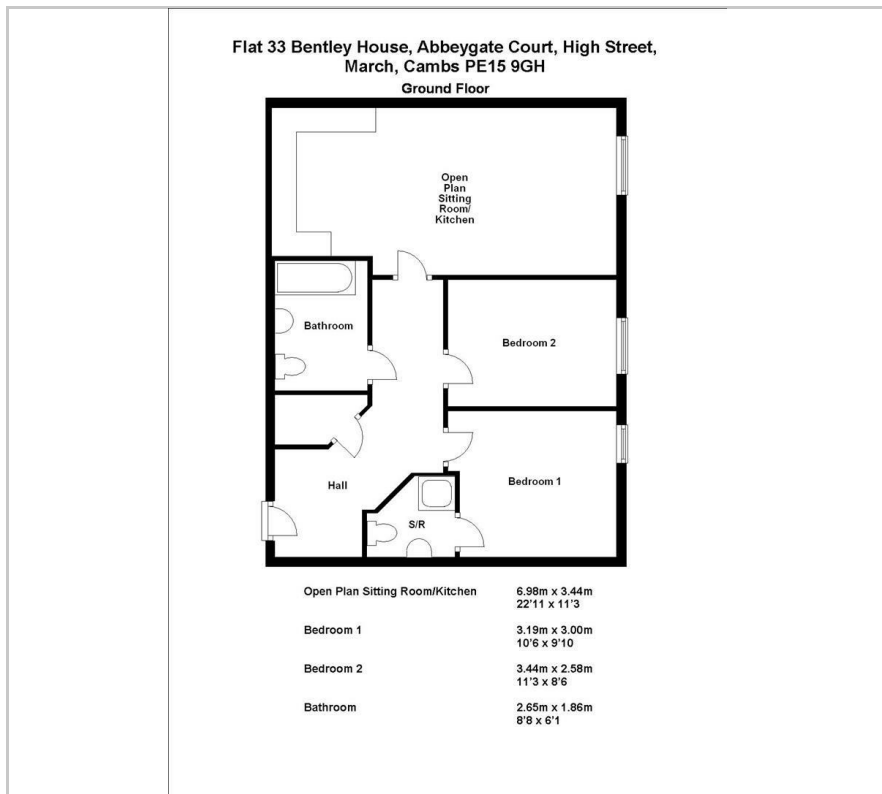 Flat 33 Bentley House, Abbeygate Court, High Street,
March, Cambs PE15 9GH
Ground Floor
Open
Plan
Sitting
Room/
Kitchen
Bathroom
Bedroom 2
Hall
Bedroom 1
S/R
Open Plan Sitting Room/Kitchen 6.98m x 3.44m
22'11 x 11'3
Bedroom 1 3.19m x 3.00m
10'6 x 9'10
Bedroom 2 3.44m x 2.58m
11'3 x 8'6
Bathroom 2.65m x 1.86m
8'8 x 6'1